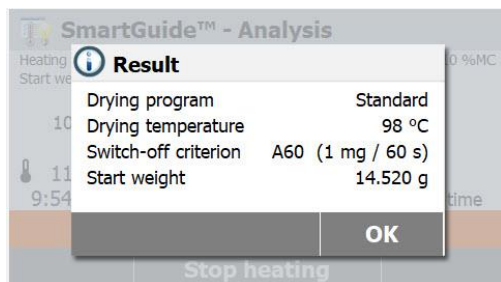 SmartGuide™ - Analysis
Heating
0 %MC
Start we
Result
Drying program Standard
Drying temperature 98 °C
Switch-off criterion A60 (1 mg / 60 s)
Start weight 14.520 g
10
11
9:54
time
OK
Stop heating